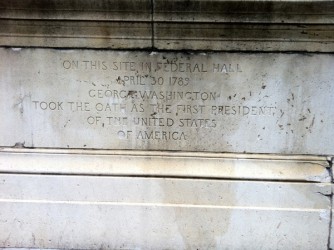 ON THIS SITE IN FEDERAL HALL
APRIL 30 1789
GEORGE WASHINGTON
TOOK THE OATH AS THE FIRST PRESIDENT
OF THE UNITED STATES
OF AMERICA